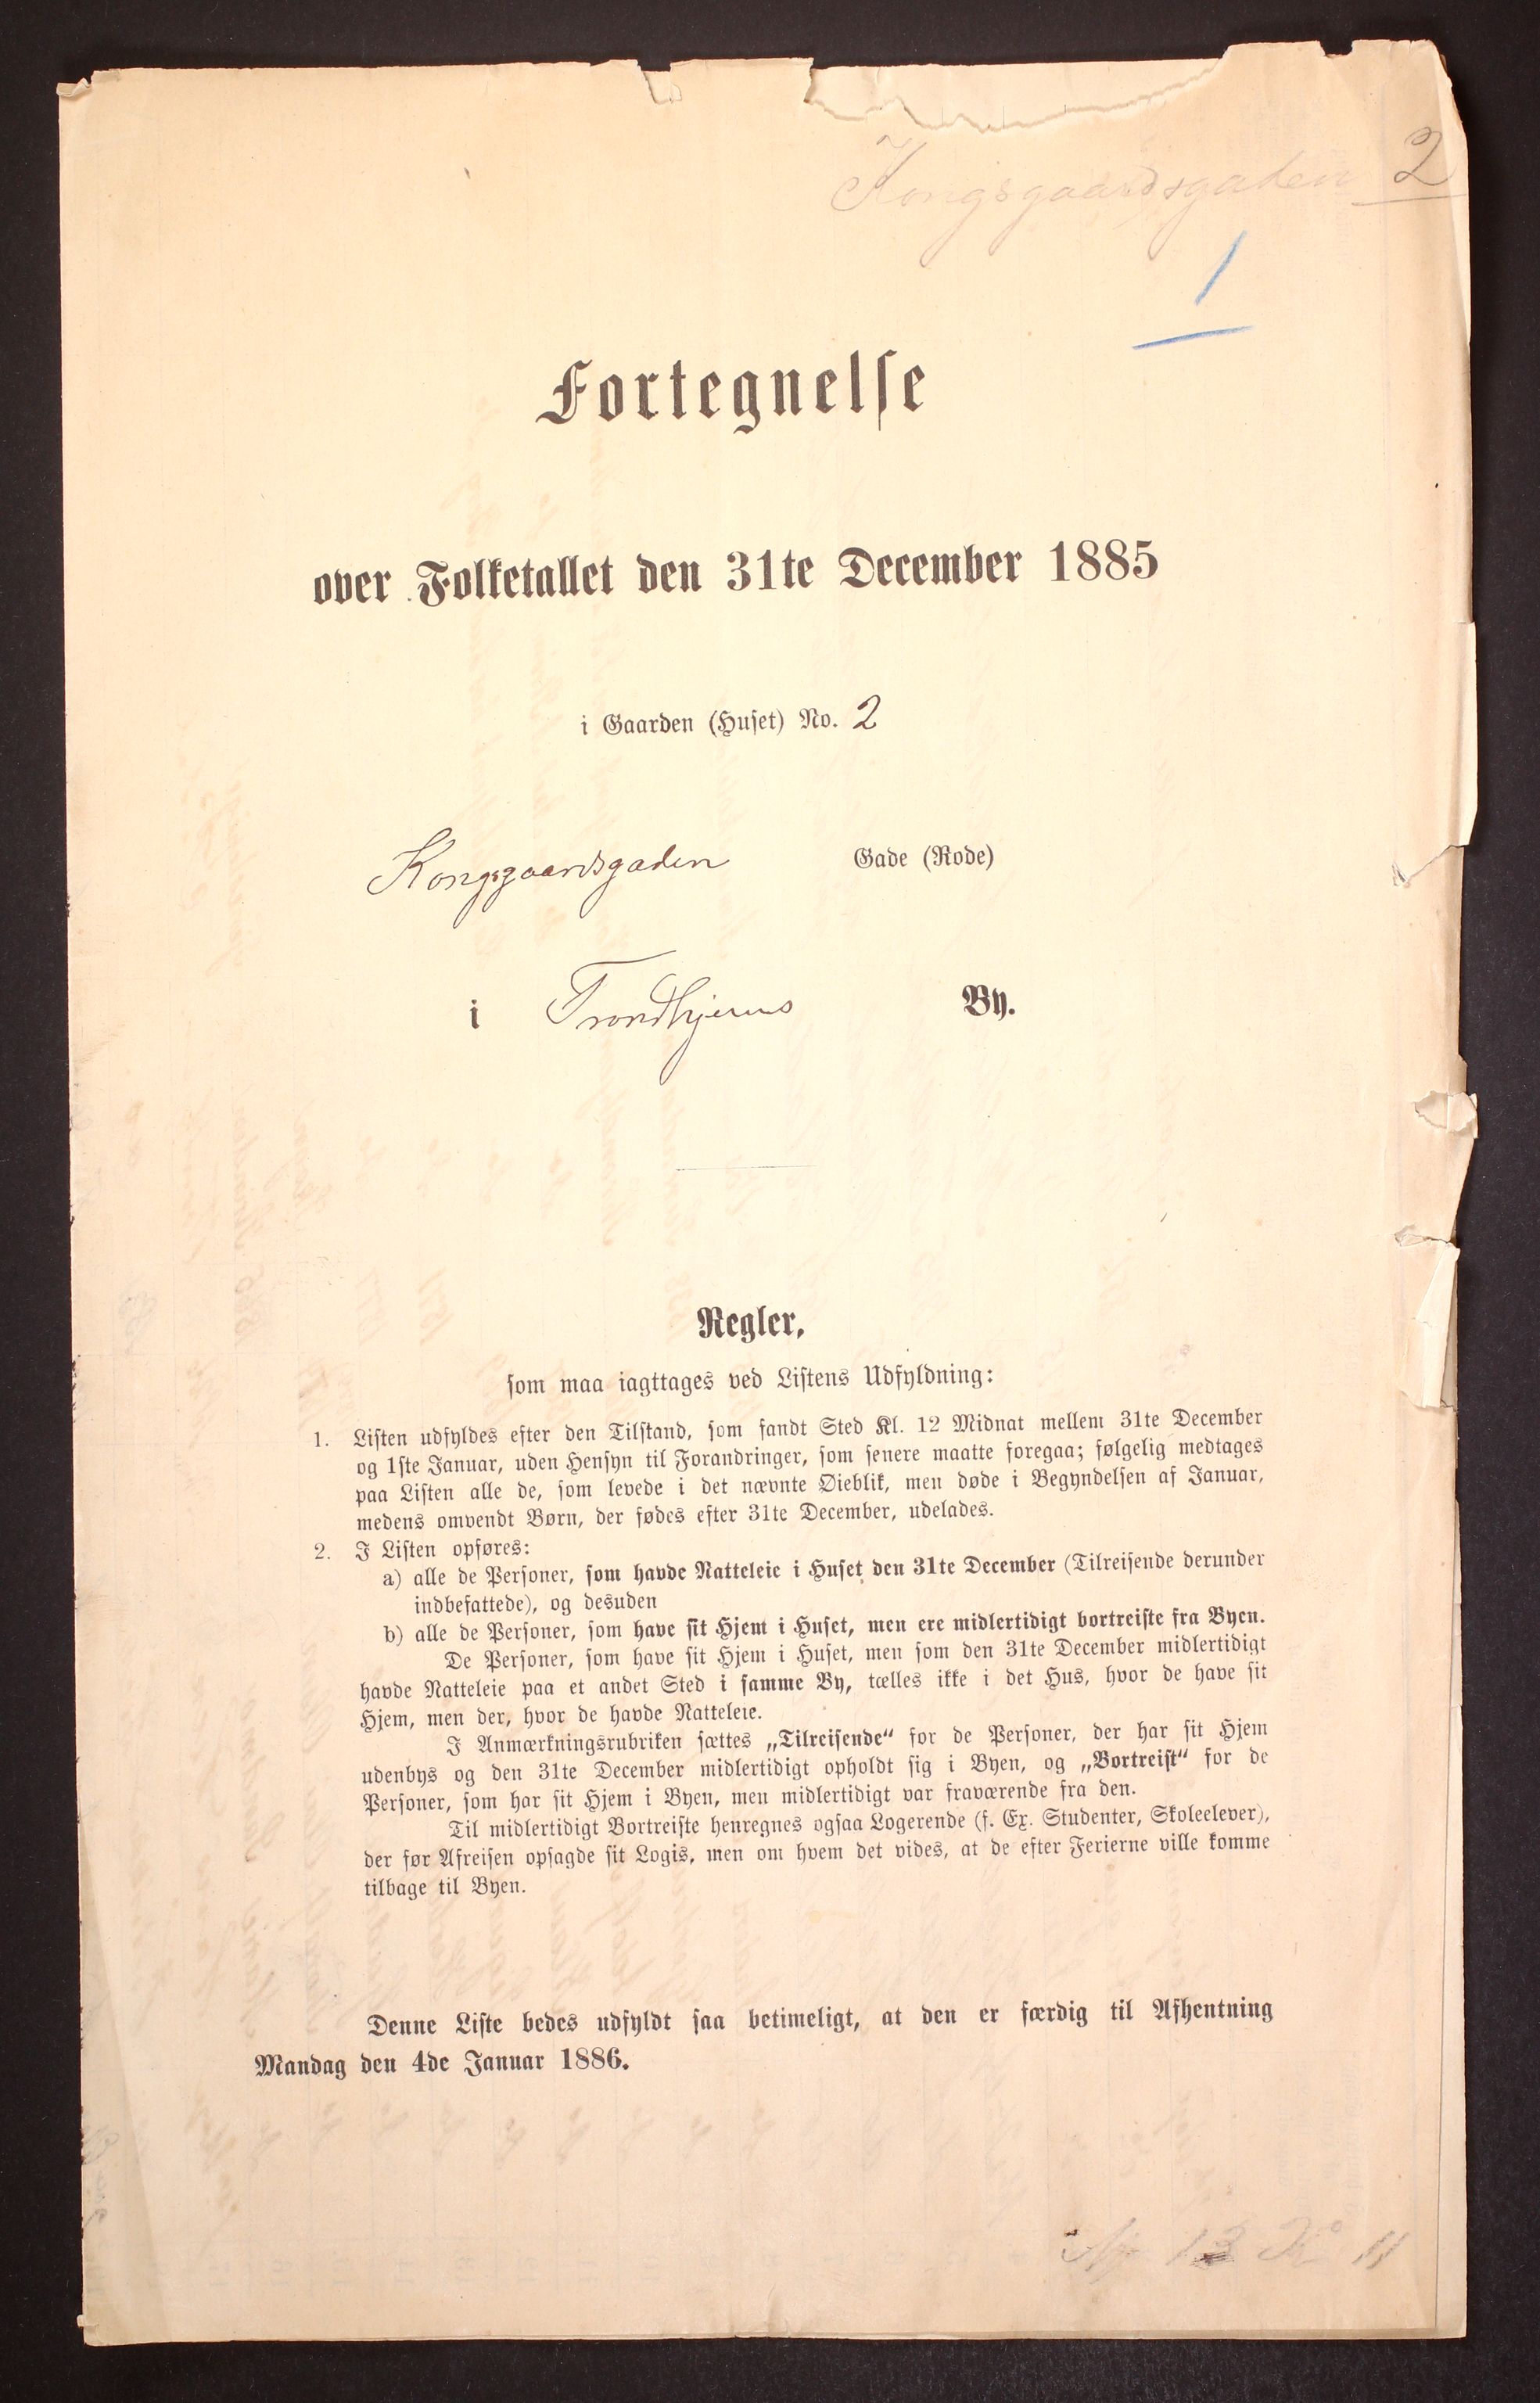 Kongsgaardsgaden 2
1
Fortegnelse
over Folketallet den 31te December 1885
i Gaarden (Huset) No. 2
Kongsgaardsgaden Gade (Rode)
i Trondhjems By.
Regler,
som maa iagttages ved Listens Udfyldning:
1. Listen udfyldes efter den Tilstand, som fandt Sted Kl. 12 Midnat mellem 31te December
og 1ste Januar, uden Hensyn til Forandringer, som senere maatte foregaa; følgelig medtages
paa Listen alle de, som levede i det nævnte Øieblik, men døde i Begyndelsen af Januar,
medens omvendt Børn, der fødes efter 31te December, udelades.
2. I Listen opføres:
a) alle de Personer, som havde Natteleie i Huset den 31te December (Tilreisende derunder
indbefattede), og desuden
b) alle de Personer, som have sit Hjem i Huset, men ere midlertidigt bortreiste fra Byen.
De Personer, som have sit Hjem i Huset, men som den 31te December midlertidigt
havde Natteleie paa et andet Sted i samme By, tælles ikke i det Hus, hvor de have sit
Hjem, men der, hvor de havde Natteleie.
I Anmærkningsrubriken sættes „Tilreisende“ for de Personer, der har sit Hjem
udenbys og den 31te December midlertidigt opholdt sig i Byen, og „Bortreist“ for de
Personer, som har sit Hjem i Byen, men midlertidigt var fraværende fra den.
Til midlertidigt Bortreiste henregnes ogsaa Logerende (f. Ex. Studenter, Skoleelever),
der før Afreisen opsagde sit Logis, men om hvem det vides, at de efter Ferierne ville komme
tilbage til Byen.
Denne Liste bedes udfyldt saa betimeligt, at den er færdig til Afhentning
Mandag den 4de Januar 1886.